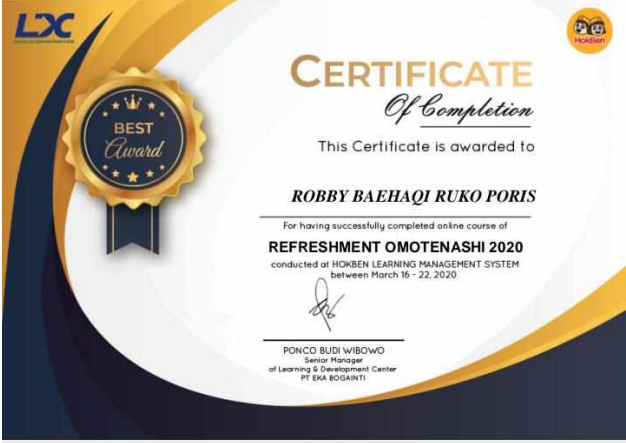 LDC
HokBen
CERTIFICATE
Of Completion
BEST
Award
This Certificate is awarded to
ROBBY BAEHAQI RUKO PORIS
For having successfully completed online course of
REFRESHMENT OMOTENASHI 2020
conducted at HOKBEN LEARNING MANAGEMENT SYSTEM
between March 16 - 22, 2020
PONCO BUDI WIBOWO
Senior Manager
of Learning & Development Center
PT EKA BOGAINTI